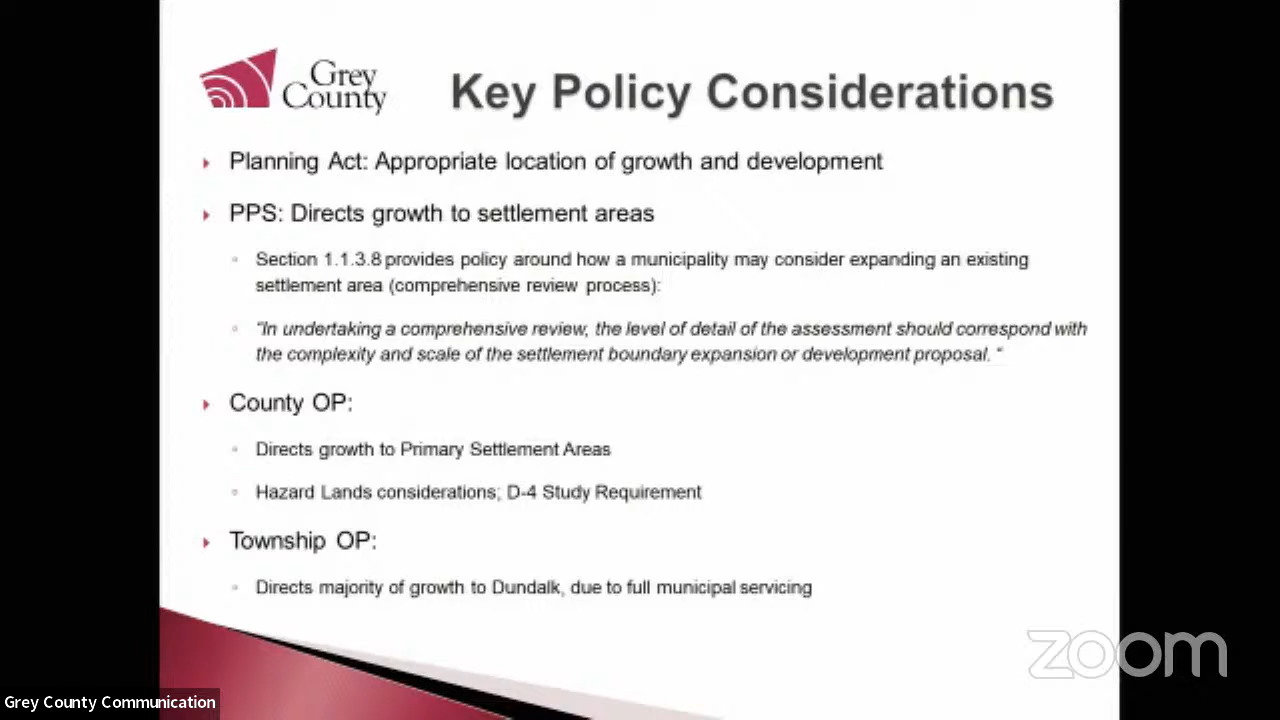 Grey
County
Key Policy Considerations
Planning Act: Appropriate location of growth and development
PPS: Directs growth to settlement areas
Section 1.1.3.8 provides policy around how a municipality may consider expanding an existing
settlement area (comprehensive review process):
“In undertaking a comprehensive review, the level of detail of the assessment should correspond with
the complexity and scale of the settlement boundary expansion or development proposal. “
County OP:
Directs growth to Primary Settlement Areas
Hazard Lands considerations; D-4 Study Requirement
Township OP:
Directs majority of growth to Dundalk, due to full municipal servicing
zoom
Grey County Communication